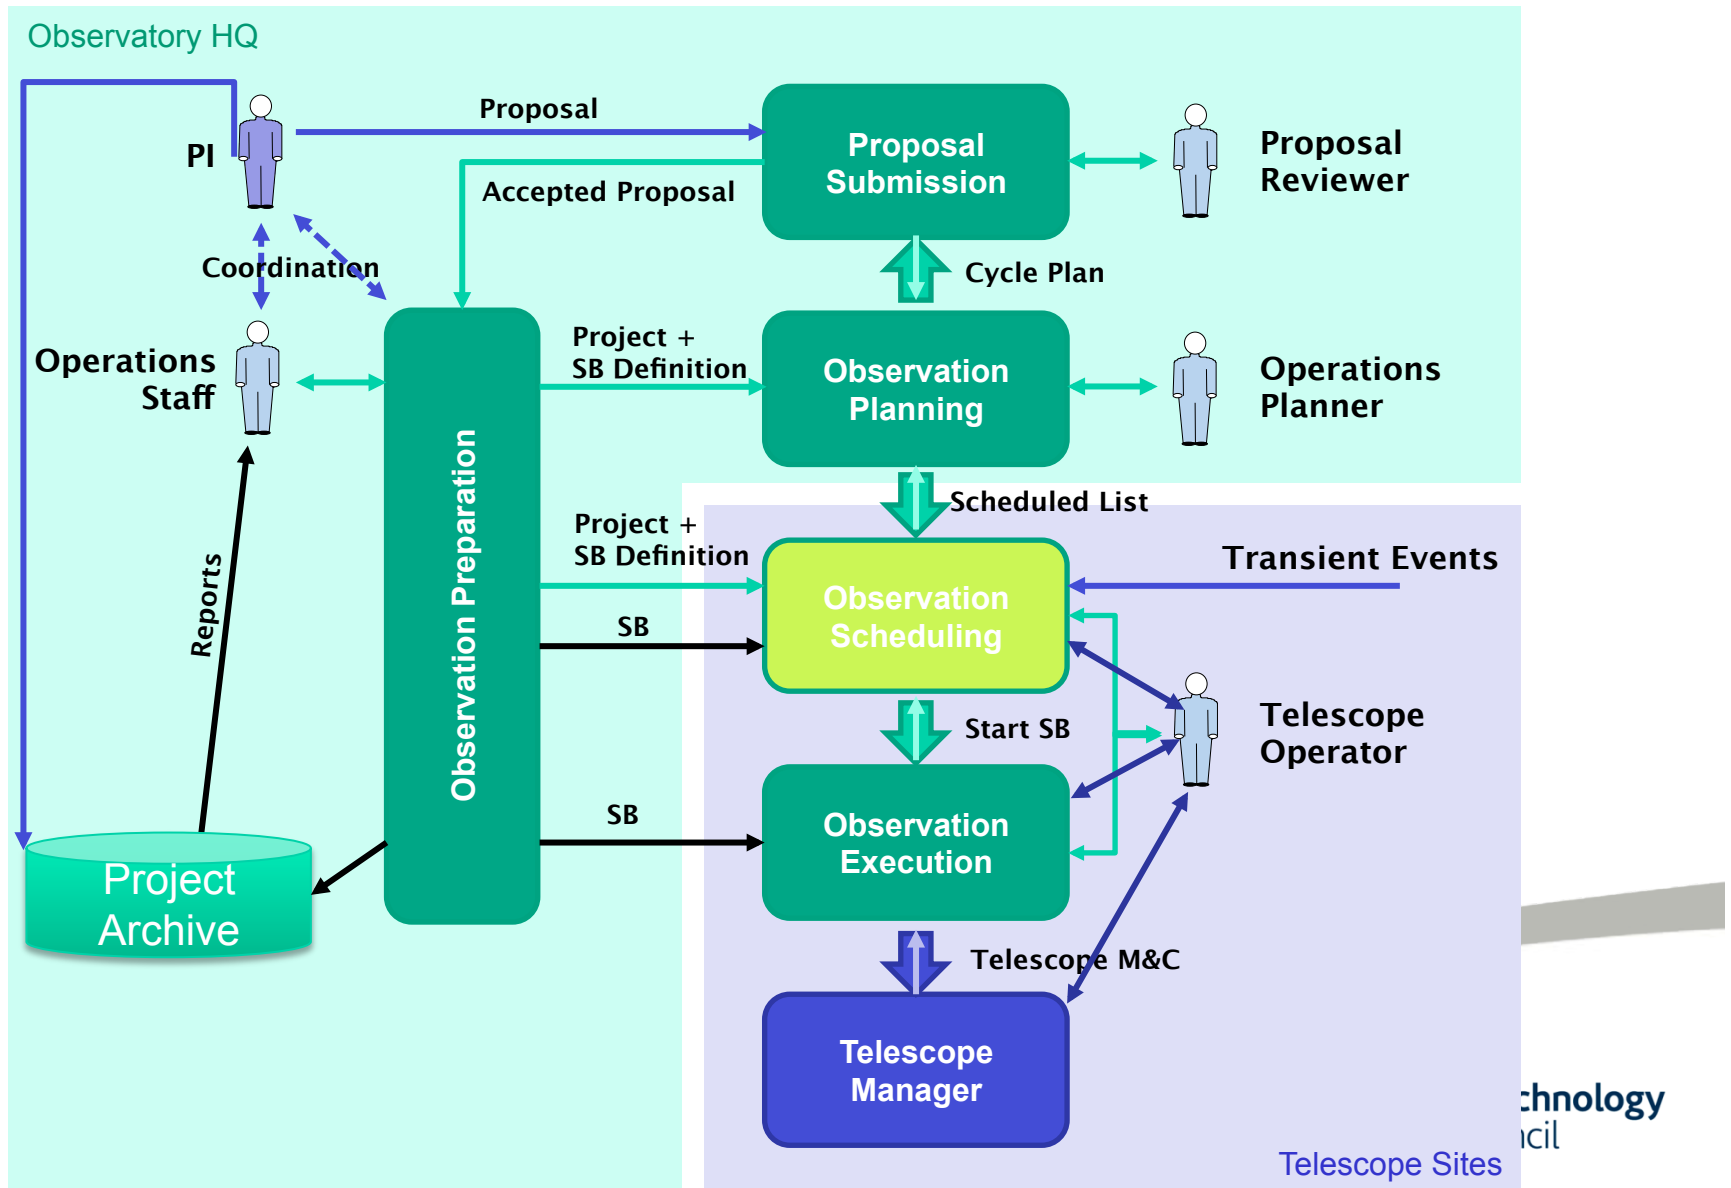 Observatory HQ
Proposal
PI
Proposal
Submission
Proposal
Reviewer
Accepted Proposal
Coordination
Cycle Plan
Operations
Staff
Project +
SB Definition
Observation
Planning
Operations
Planner
Observation Preparation
Scheduled List
Project +
SB Definition
Transient Events
Reports
Observation
Scheduling
SB
Start SB
Telescope
Operator
SB
Observation
Execution
Project
Archive
Telescope M&C
Telescope
Manager
Telescope Sites